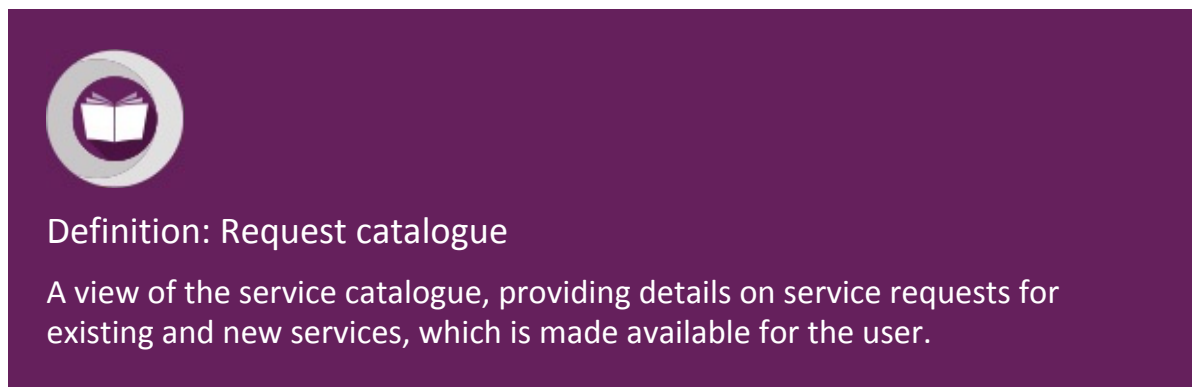 Definition: Request catalogue
A view of the service catalogue, providing details on service requests for
existing and new services, which is made available for the user.